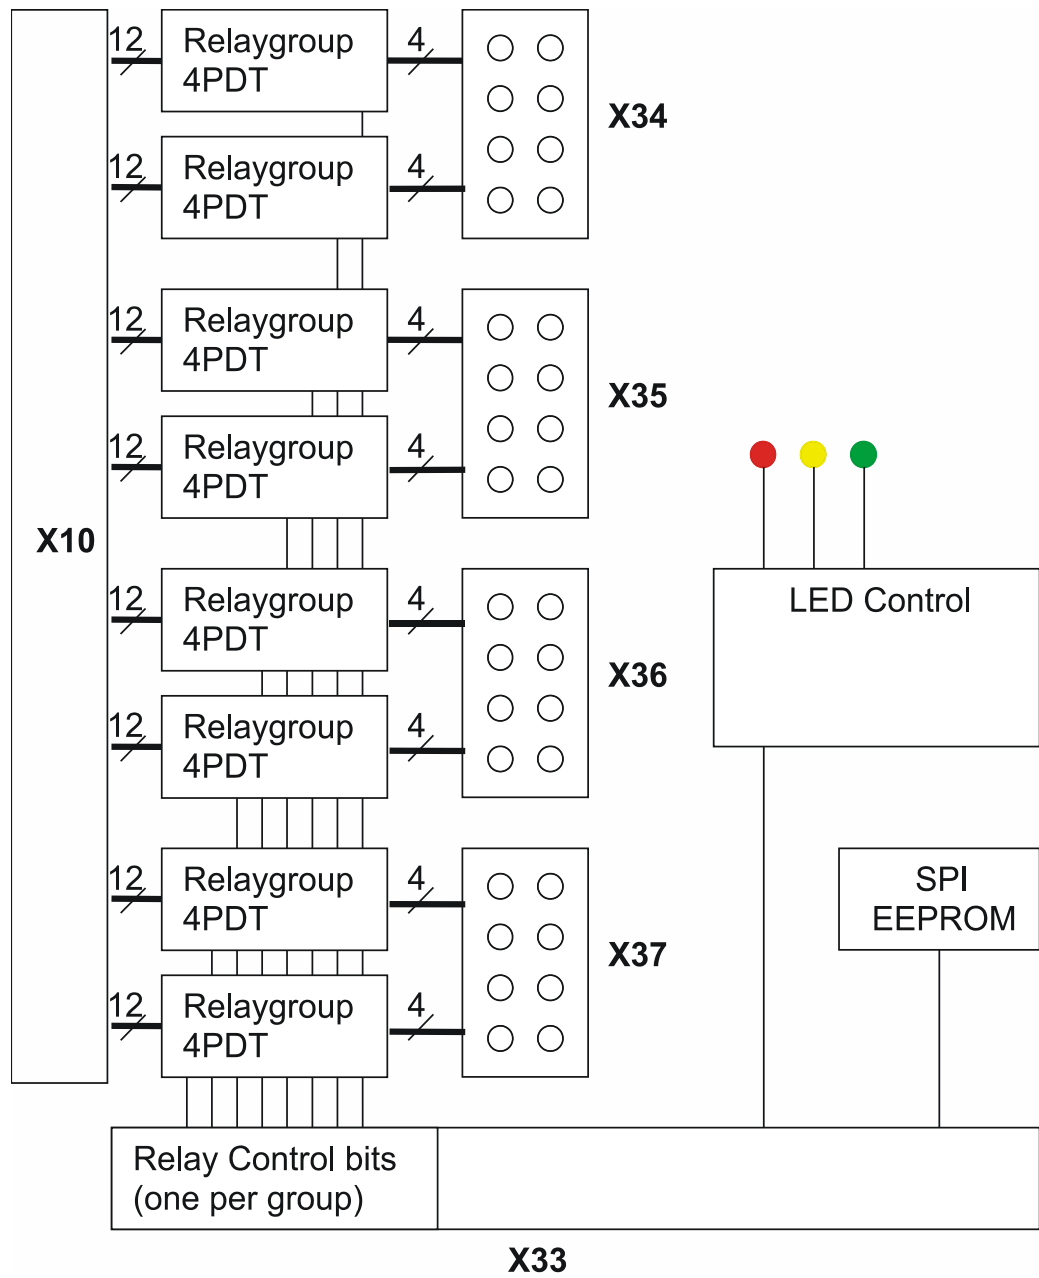 12
Relaygroup
4PDT
4
X34
12
Relaygroup
4PDT
4
12
Relaygroup
4PDT
4
X35
12
Relaygroup
4PDT
4
X10
12
Relaygroup
4PDT
4
X36
12
Relaygroup
4PDT
4
LED Control
12
Relaygroup
4PDT
4
X37
12
Relaygroup
4PDT
4
SPI
EEPROM
Relay Control bits
(one per group)
X33